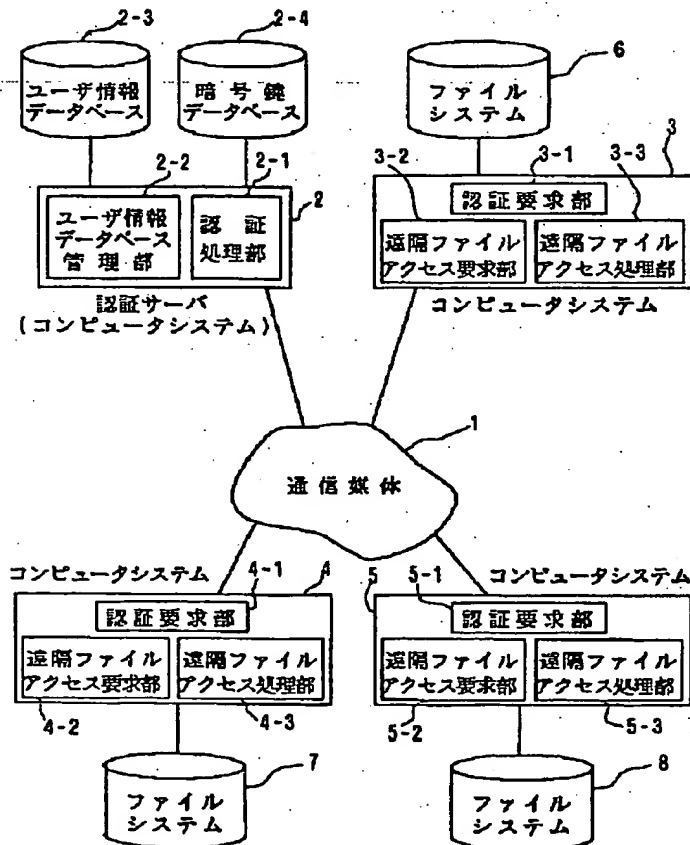 2-3
2-4
6
ユーザ情報
データベース
暗号鍵
データベース
ファイル
システム
2-2
2-1
2
3-2
3-1
3-3
3
ユーザ情報
データベース
管理部
認証
処理部
認証要求部
遠隔ファイル
アクセス要求部
遠隔ファイル
アクセス処理部
認証サーバ
(コンピュータシステム)
コンピュータシステム
1
通信媒体
コンピュータシステム
4-1
4
5
5-1
コンピュータシステム
認証要求部
遠隔ファイル
アクセス要求部
遠隔ファイル
アクセス処理部
認証要求部
遠隔ファイル
アクセス要求部
遠隔ファイル
アクセス処理部
4-2
4-3
5-2
5-3
7
8
ファイル
システム
ファイル
システム